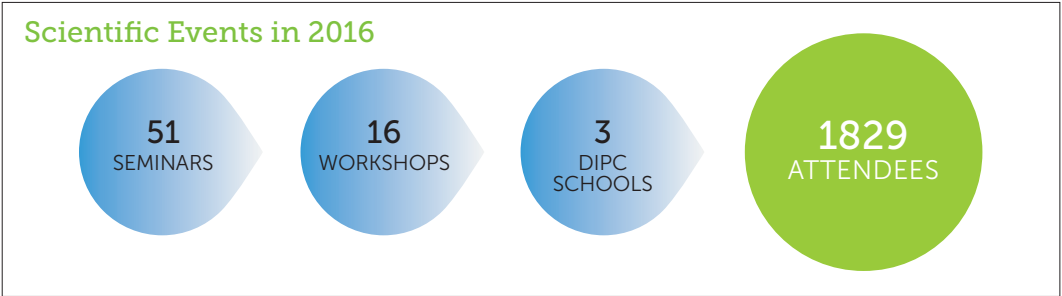 Scientific Events in 2016
51
SEMINARS
16
WORKSHOPS
3
DIPC
SCHOOLS
1829
ATTENDEES